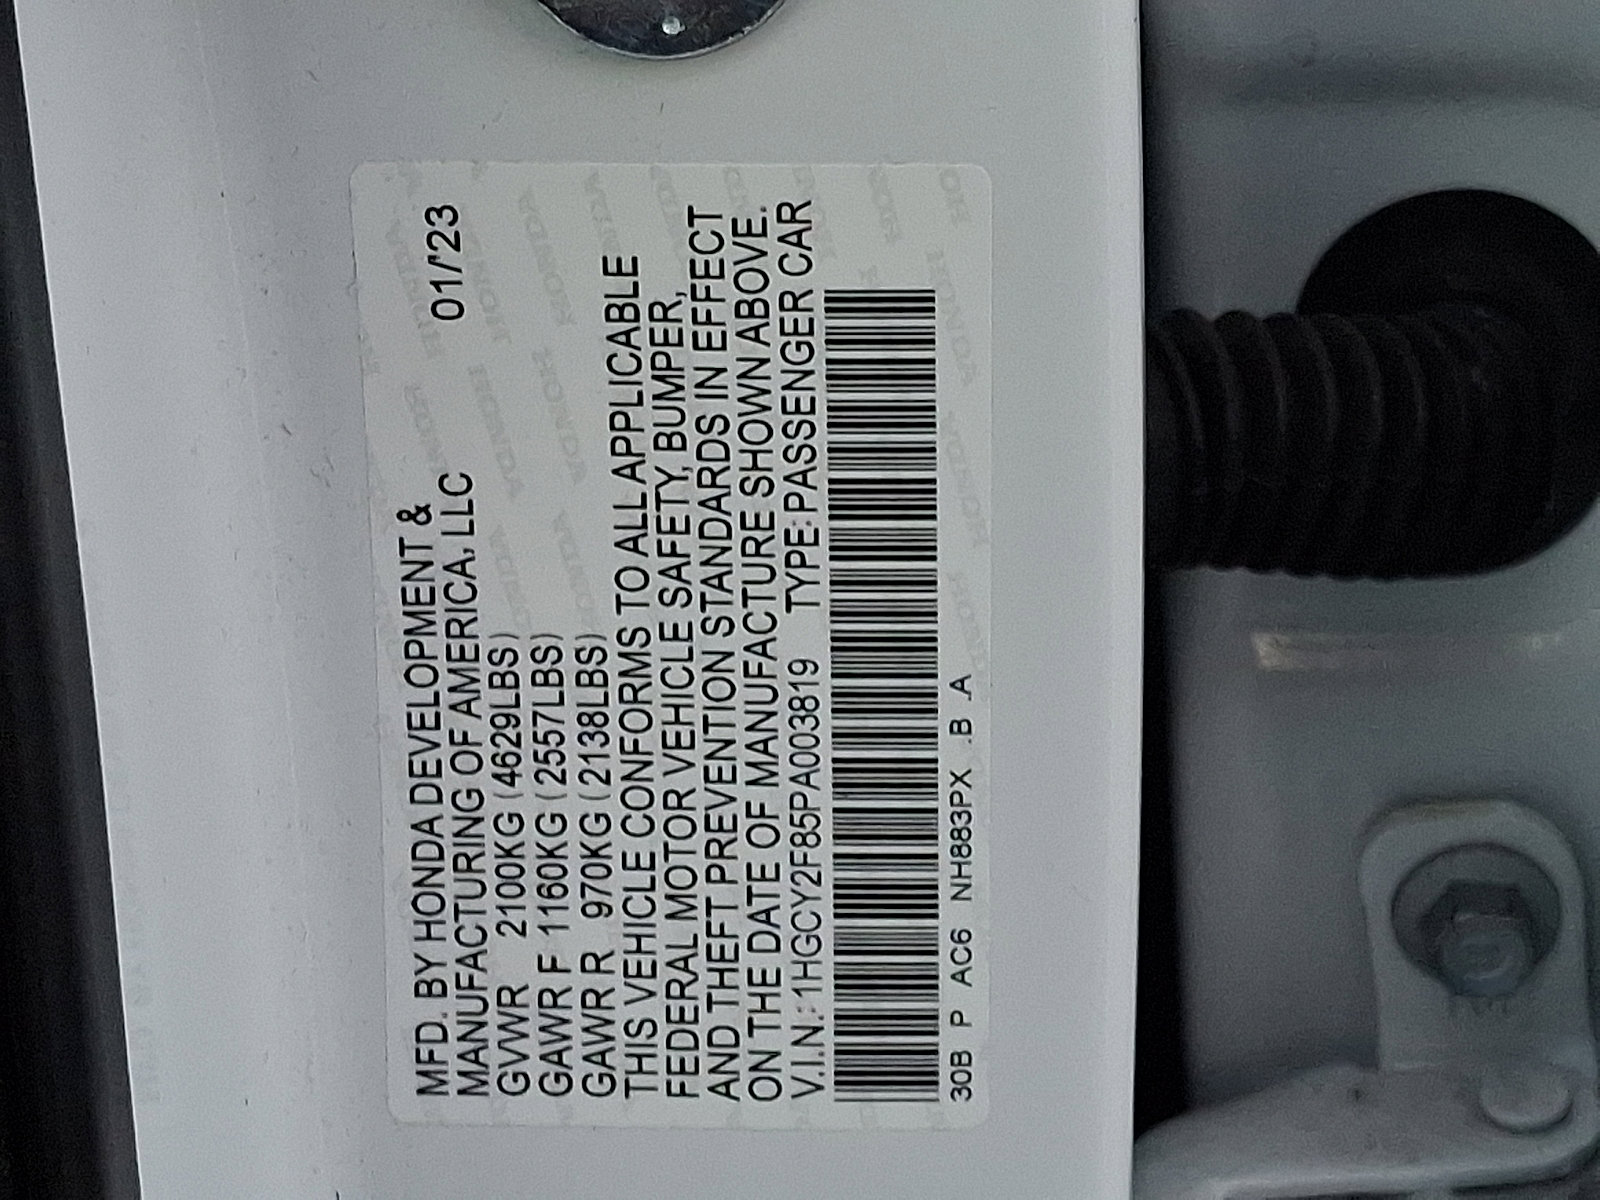 MFD. BY HONDA DEVELOPMENT &
MANUFACTURING OF AMERICA, LLC 01/'23
GVWR 2100KG (4629LBS)
GAWR F 1160KG (2557LBS)
GAWR R 970KG (2138LBS)
THIS VEHICLE CONFORMS TO ALL APPLICABLE
FEDERAL MOTOR VEHICLE SAFETY, BUMPER,
AND THEFT PREVENTION STANDARDS IN EFFECT
ON THE DATE OF MANUFACTURE SHOWN ABOVE.
V.I.N.: 1HGCY2F85PA003819 TYPE: PASSENGER CAR
30B P AC6 NH883PX .B .A